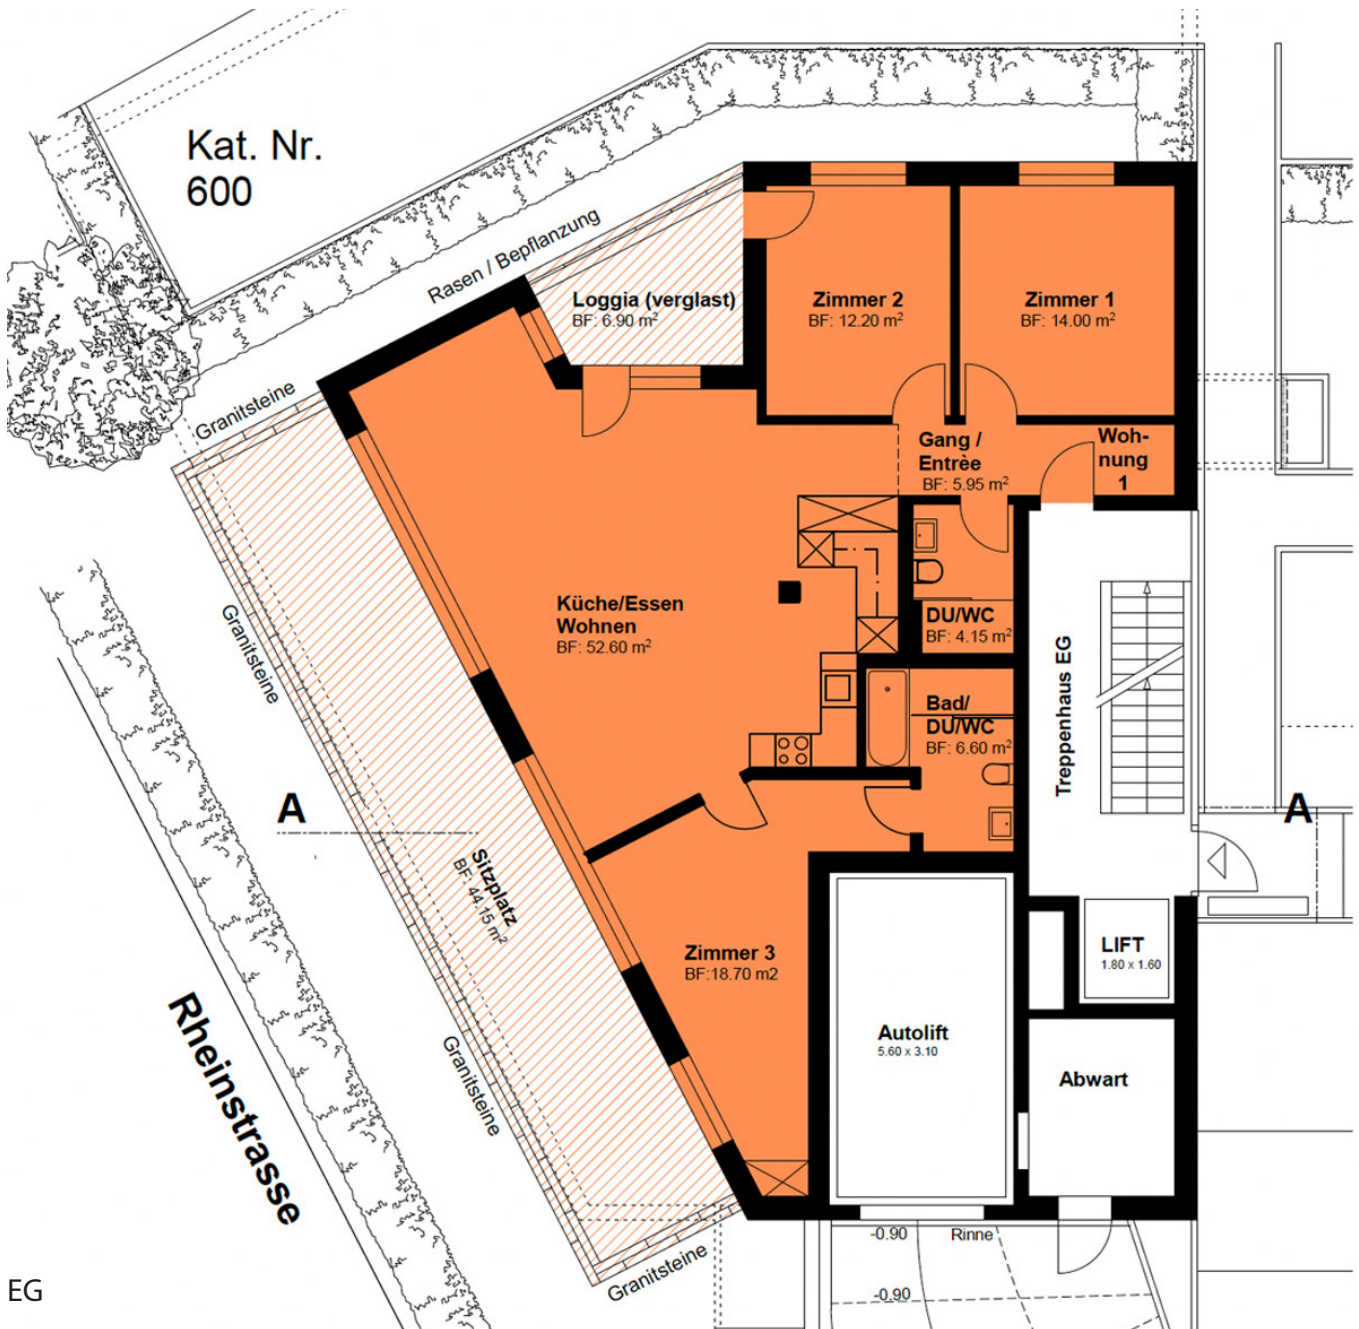 Kat. Nr.
600
Rasen / Bepflanzung
Loggia (verglast)
BF: 6.90 m²
Zimmer 2
BF: 12.20 m²
Zimmer 1
BF: 14.00 m²
Granitsteine
Gang /
Entrèe
BF: 5.95 m²
Woh-
nung
1
Granitsteine
Küche/Essen
Wohnen
BF: 52.60 m²
DU/WC
BF: 4.15 m²
Treppenhaus EG
Bad/
DU/WC
BF: 6.60 m²
A
A
Sitzplatz
BF: 44.15 m²
Zimmer 3
BF:18.70 m2
LIFT
1.80 x 1.60
Autolift
5.60 x 3.10
Abwart
Rheinstrasse
Granitsteine
Granitsteine
-0.90
Rinne
-0.90
EG